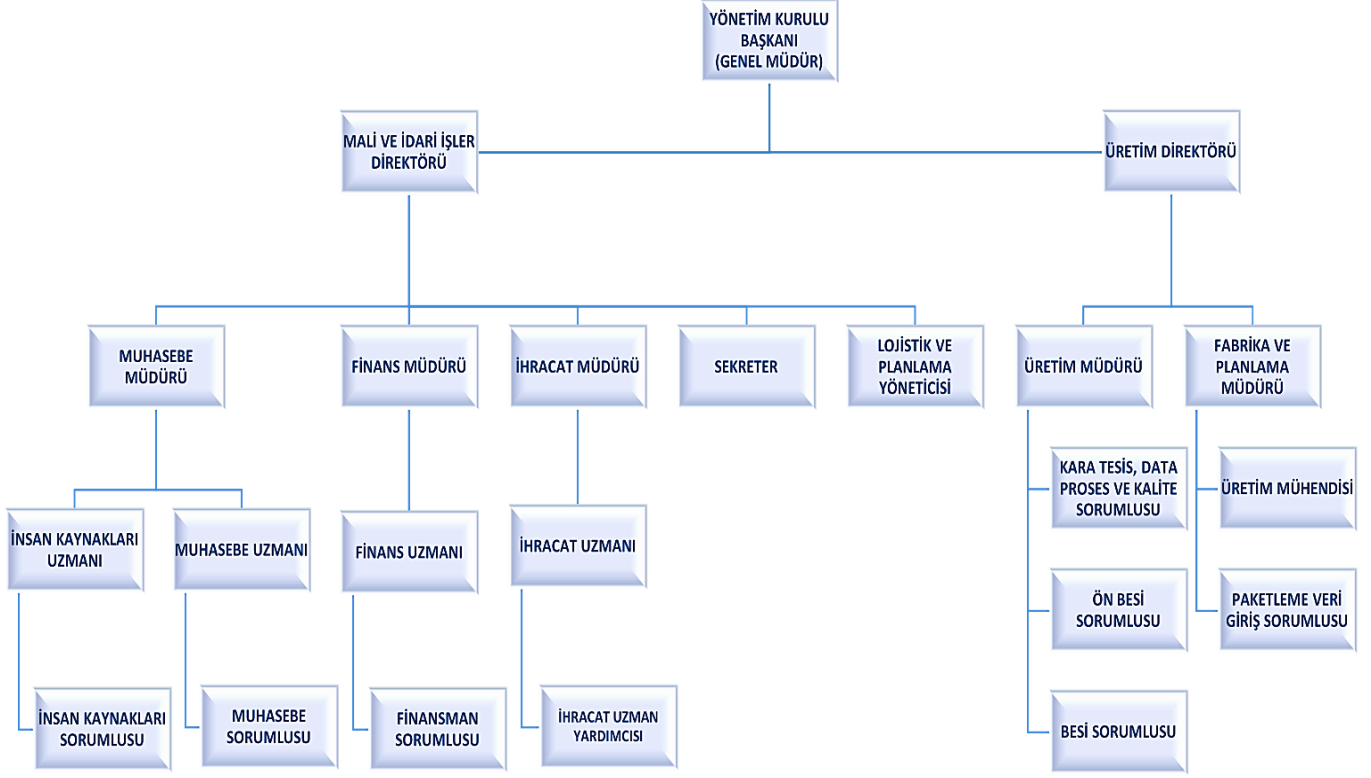 YÖNETİM KURULU
BAŞKANI
(GENEL MÜDÜR)
MALİ VE İDARİ İŞLER
DİREKTÖRÜ
ÜRETİM DİREKTÖRÜ
MUHASEBE
MÜDÜRÜ
FİNANS MÜDÜRÜ
İHRACAT MÜDÜRÜ
SEKRETER
LOJİSTİK VE
PLANLAMA
YÖNETİCİSİ
ÜRETİM MÜDÜRÜ
FABRİKA VE
PLANLAMA
MÜDÜRÜ
KARA TESİS, DATA
PROSES VE KALİTE
SORUMLUSU
ÜRETİM MÜHENDİSİ
İNSAN KAYNAKLARI
UZMANI
MUHASEBE UZMANI
FİNANS UZMANI
İHRACAT UZMANI
ÖN BESİ
SORUMLUSU
PAKETLEME VERİ
GİRİŞ SORUMLUSU
İNSAN KAYNAKLARI
SORUMLUSU
MUHASEBE
SORUMLUSU
FİNANSMAN
SORUMLUSU
İHRACAT UZMAN
YARDIMCISI
BESİ SORUMLUSU